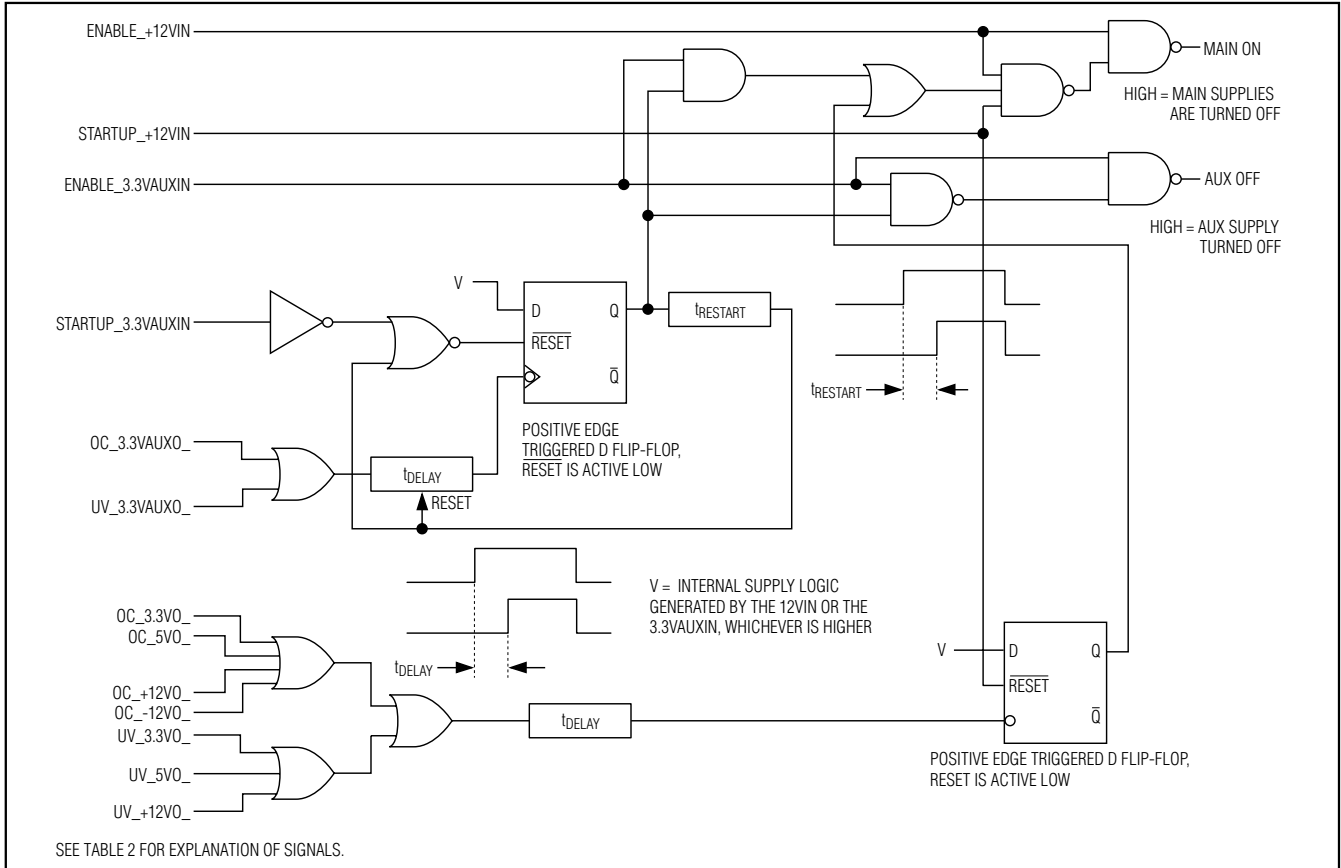 ENABLE_+12VIN
MAIN ON
HIGH = MAIN SUPPLIES
ARE TURNED OFF
STARTUP_+12VIN
ENABLE_3.3VAUXIN
AUX OFF
HIGH = AUX SUPPLY
TURNED OFF
V
D
Q
tRESTART
STARTUP_3.3VAUXIN
RESET
Q
tRESTART
POSITIVE EDGE
TRIGGERED D FLIP-FLOP,
RESET IS ACTIVE LOW
OC_3.3VAUXO_
tDELAY
RESET
UV_3.3VAUXO_
V = INTERNAL SUPPLY LOGIC
GENERATED BY THE 12VIN OR THE
3.3VAUXIN, WHICHEVER IS HIGHER
OC_3.3VO_
OC_5VO_
OC_+12VO_
OC_-12VO_
tDELAY
V
D
Q
RESET
Q
UV_3.3VO_
UV_5VO_
UV_+12VO_
tDELAY
POSITIVE EDGE TRIGGERED D FLIP-FLOP,
RESET IS ACTIVE LOW
SEE TABLE 2 FOR EXPLANATION OF SIGNALS.